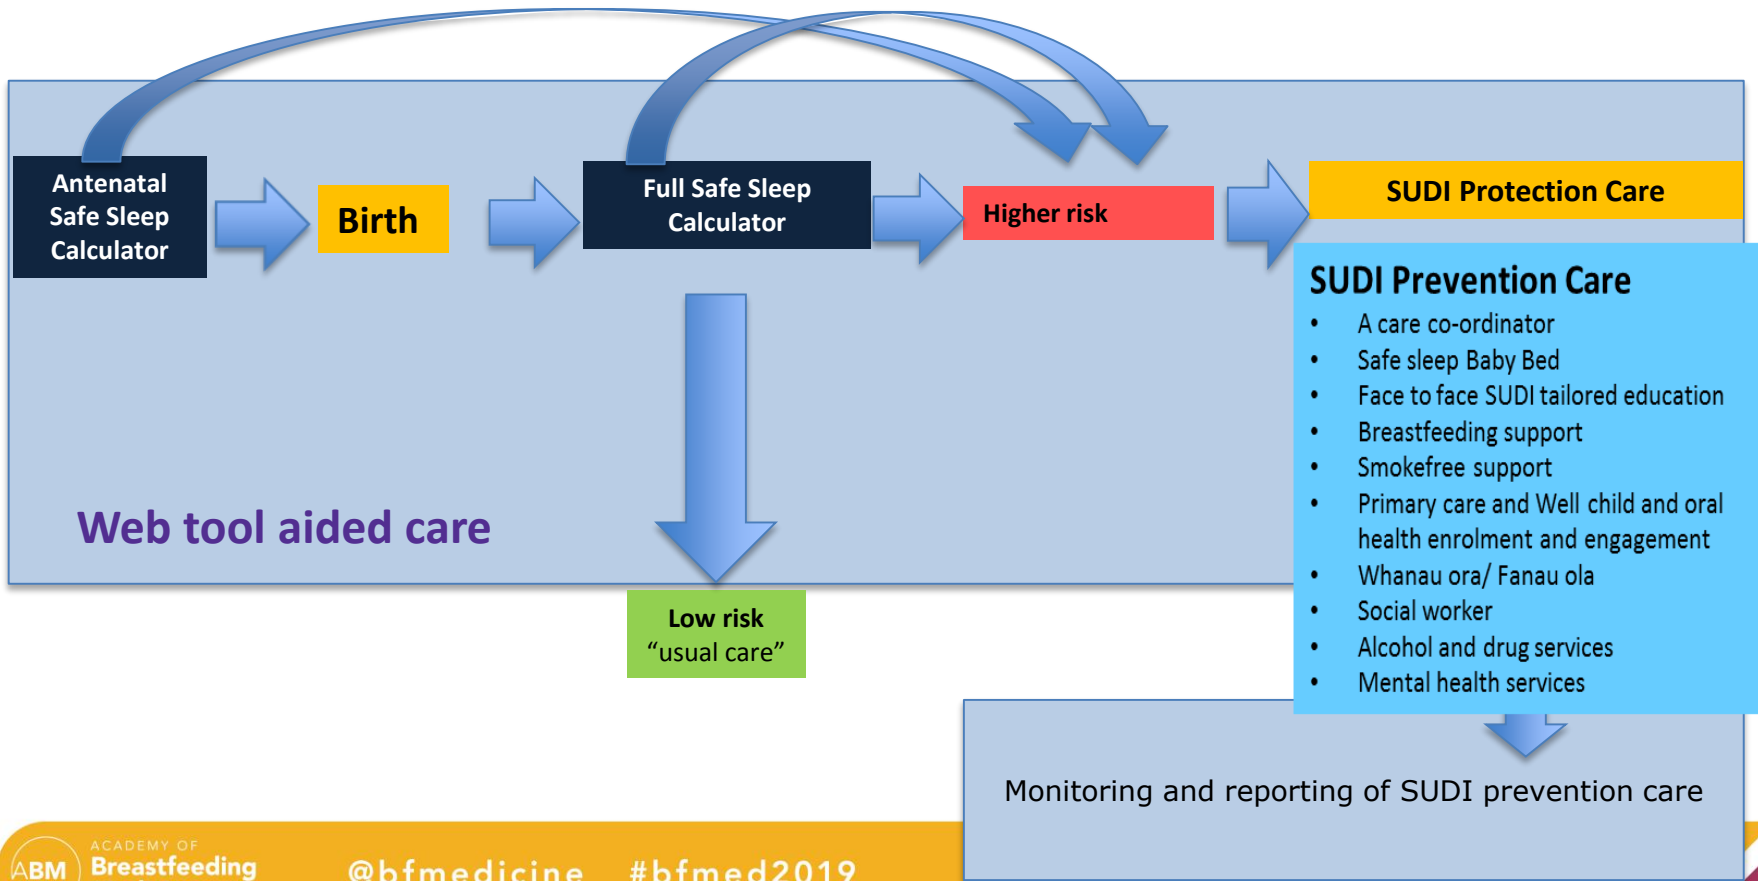 Antenatal
Safe Sleep
Calculator
Birth
Full Safe Sleep
Calculator
Higher risk
SUDI Protection Care
SUDI Prevention Care
• A care co-ordinator
• Safe sleep Baby Bed
• Face to face SUDI tailored education
• Breastfeeding support
• Smokefree support
• Primary care and Well child and oral
health enrolment and engagement
• Whanau ora/ Fanau ola
• Social worker
• Alcohol and drug services
• Mental health services
Web tool aided care
Low risk
“usual care”
Monitoring and reporting of SUDI prevention care
ABM
ACADEMY OF
Breastfeeding
@bfmedicine #bfmed2019